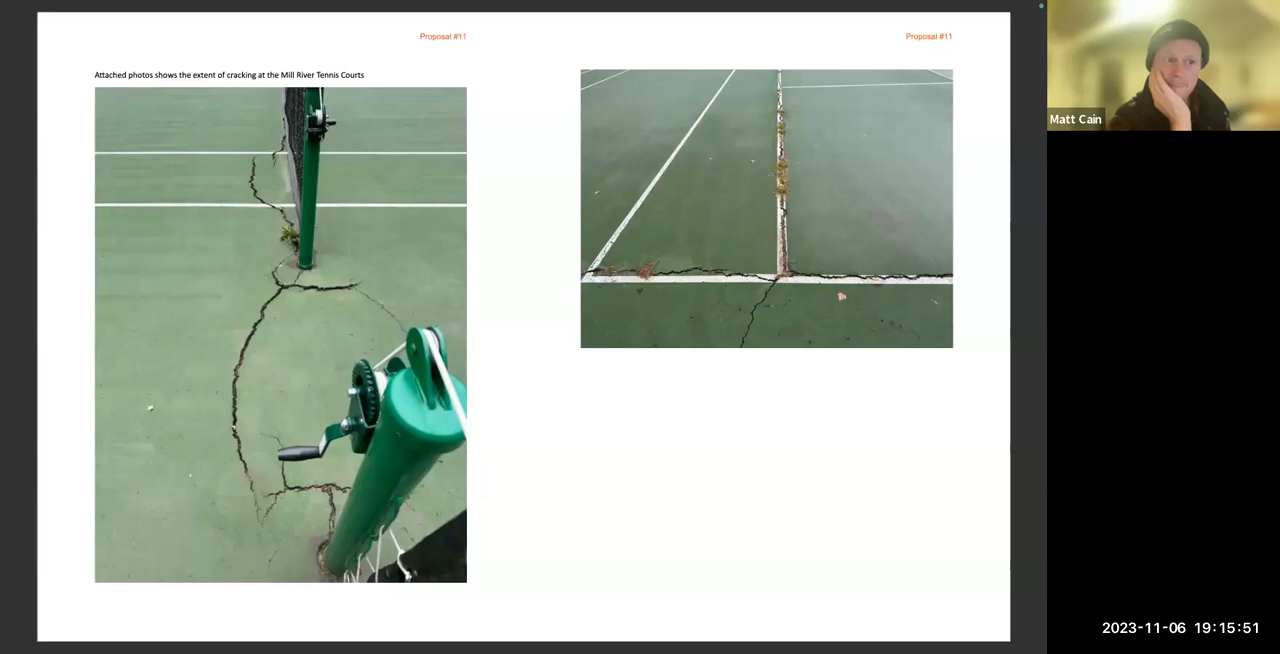 Proposal #11
Proposal #11
Attached photos shows the extent of cracking at the Mill River Tennis Courts
Matt Cain
2023-11-06 19:15:51